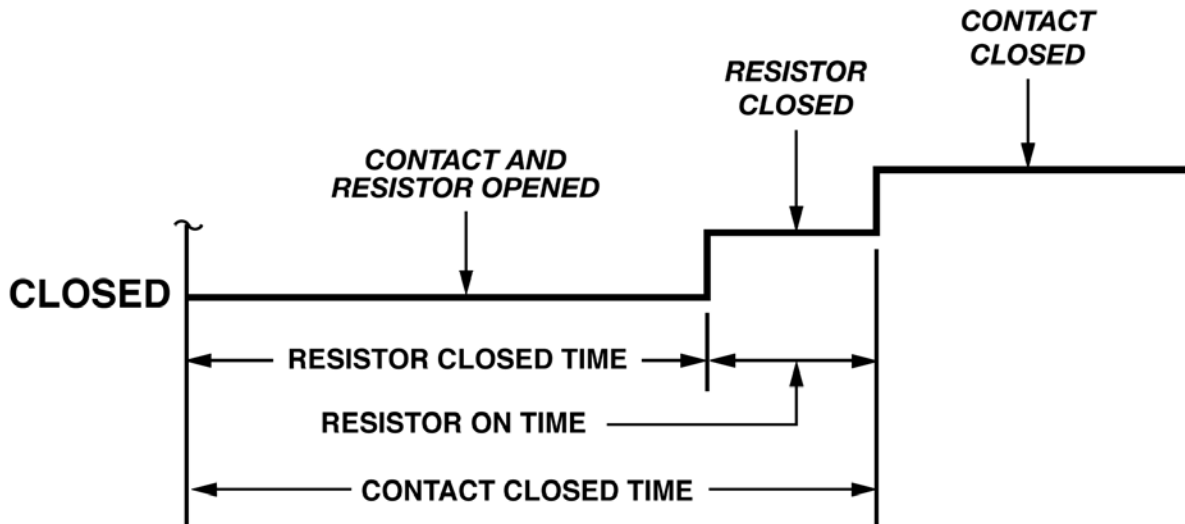 CONTACT
CLOSED
RESISTOR
CLOSED
CONTACT AND
RESISTOR OPENED
CLOSED
RESISTOR CLOSED TIME
RESISTOR ON TIME
CONTACT CLOSED TIME